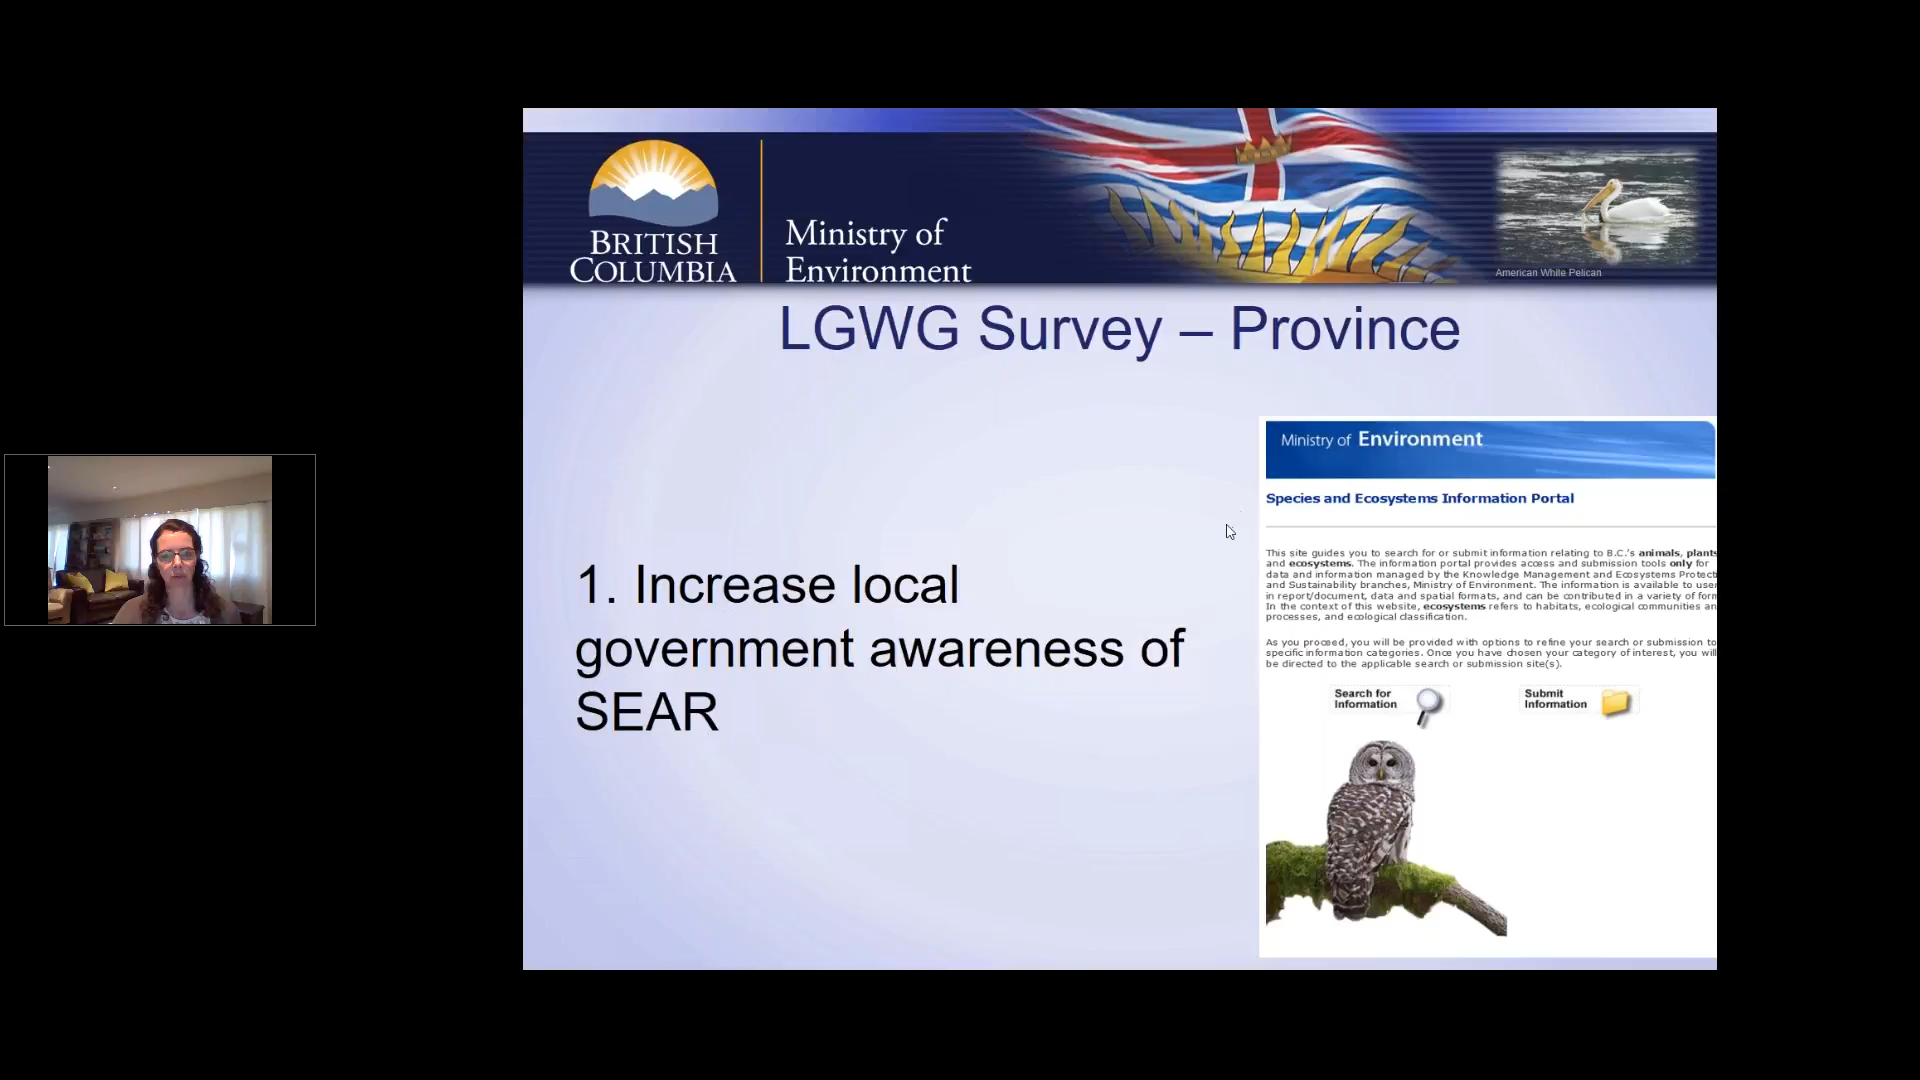 BRITISH
COLUMBIA
Ministry of
Environment
American White Pelican
LGWG Survey – Province
1. Increase local
government awareness of
SEAR
Ministry of Environment
Species and Ecosystems Information Portal
This site guides you to search for or submit information relating to B.C.'s animals, plants
and ecosystems. The information portal provides access and submission tools only for
data and information managed by the Knowledge Management and Ecosystems Protecti
and Sustainability branches, Ministry of Environment. The information is available to user
in report/document, data and spatial formats, and can be contributed in a variety of form
In the context of this website, ecosystems refers to habitats, ecological communities an
processes, and ecological classification.
As you proceed, you will be provided with options to refine your search or submission to
specific information categories. Once you have chosen your category of interest, you will
be directed to the applicable search or submission site(s).
Search for
Information
Submit
Information